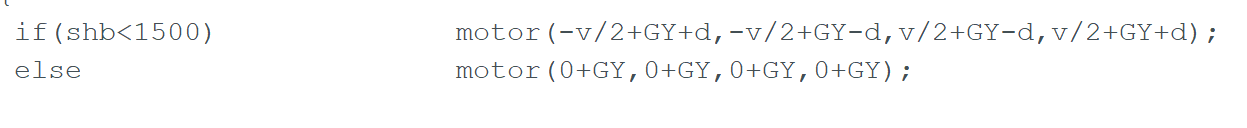 if(shb<1500) motor(-v/2+GY+d,-v/2+GY-d,v/2+GY-d,v/2+GY+d);
else motor(0+GY,0+GY,0+GY,0+GY);